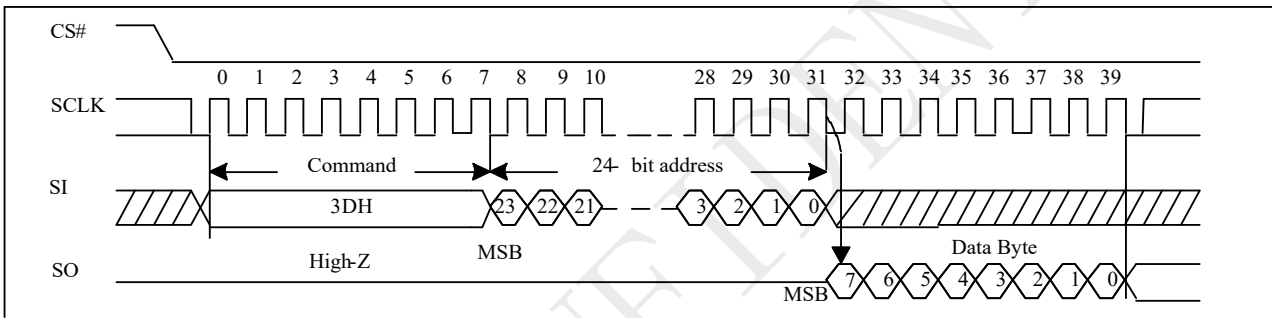 CS#
0 1 2 3 4 5 6 7 8 9 10 28 29 30 31 32 33 34 35 36 37 38 39
SCLK
Command 24- bit address
SI
3DH 23 22 21 3 2 1 0
High-Z MSB Data Byte
SO
MSB 7 6 5 4 3 2 1 0